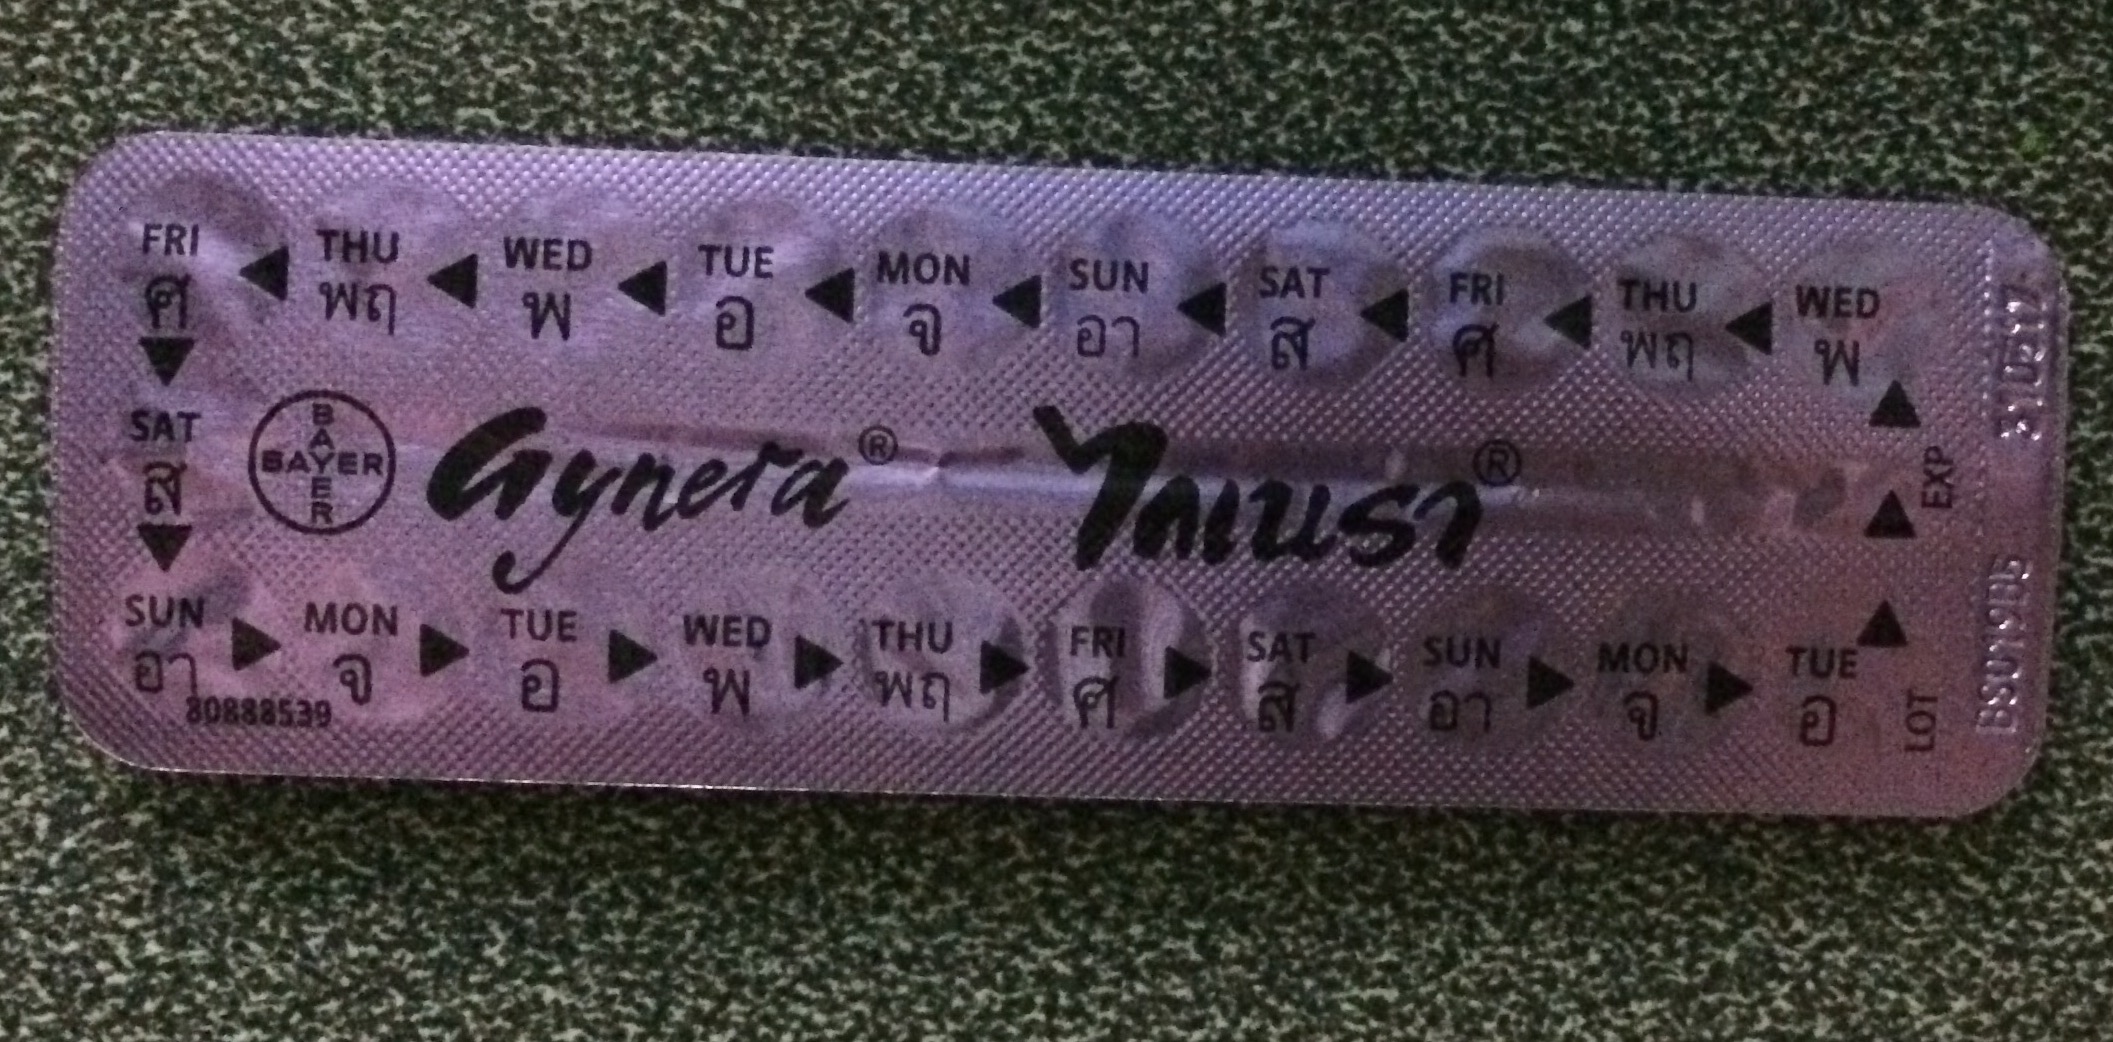 FRI THU WED TUE MON SUN SAT FRI THU WED
ศ พฤ พ อ จ อา ส ศ พฤ พ
SAT
ส
BAYER
BAYER
Gynera® ไกเนรา®
SUN MON TUE WED THU FRI SAT SUN MON TUE
อา จ อ พ พฤ ศ ส อา จ อ
80888539
EXP 310517
LOT